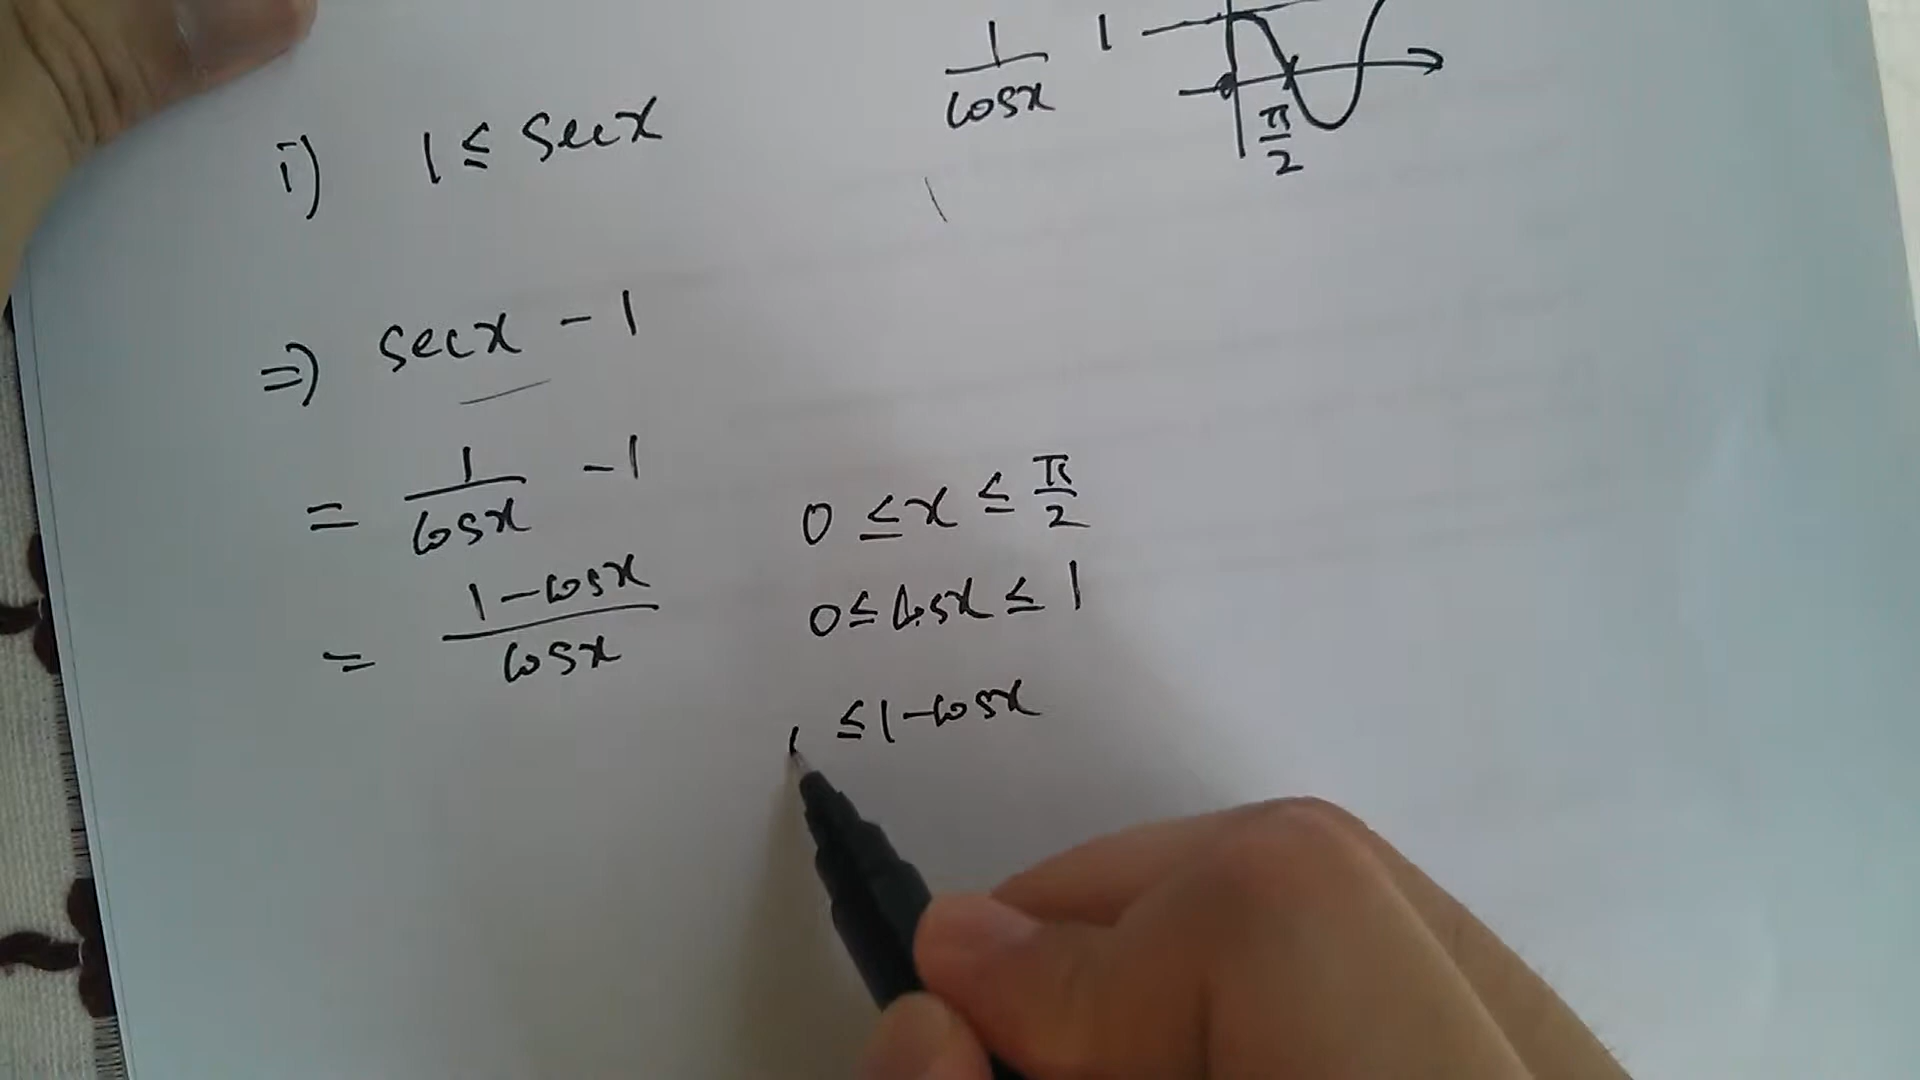 i) 1 ≤ secx
1/cosx
1
π/2
⇒) secx - 1
= 1/cosx - 1
= 1-cosx/cosx
0 ≤ x ≤ π/2
0 ≤ cosx ≤ 1
≤ 1-cosx